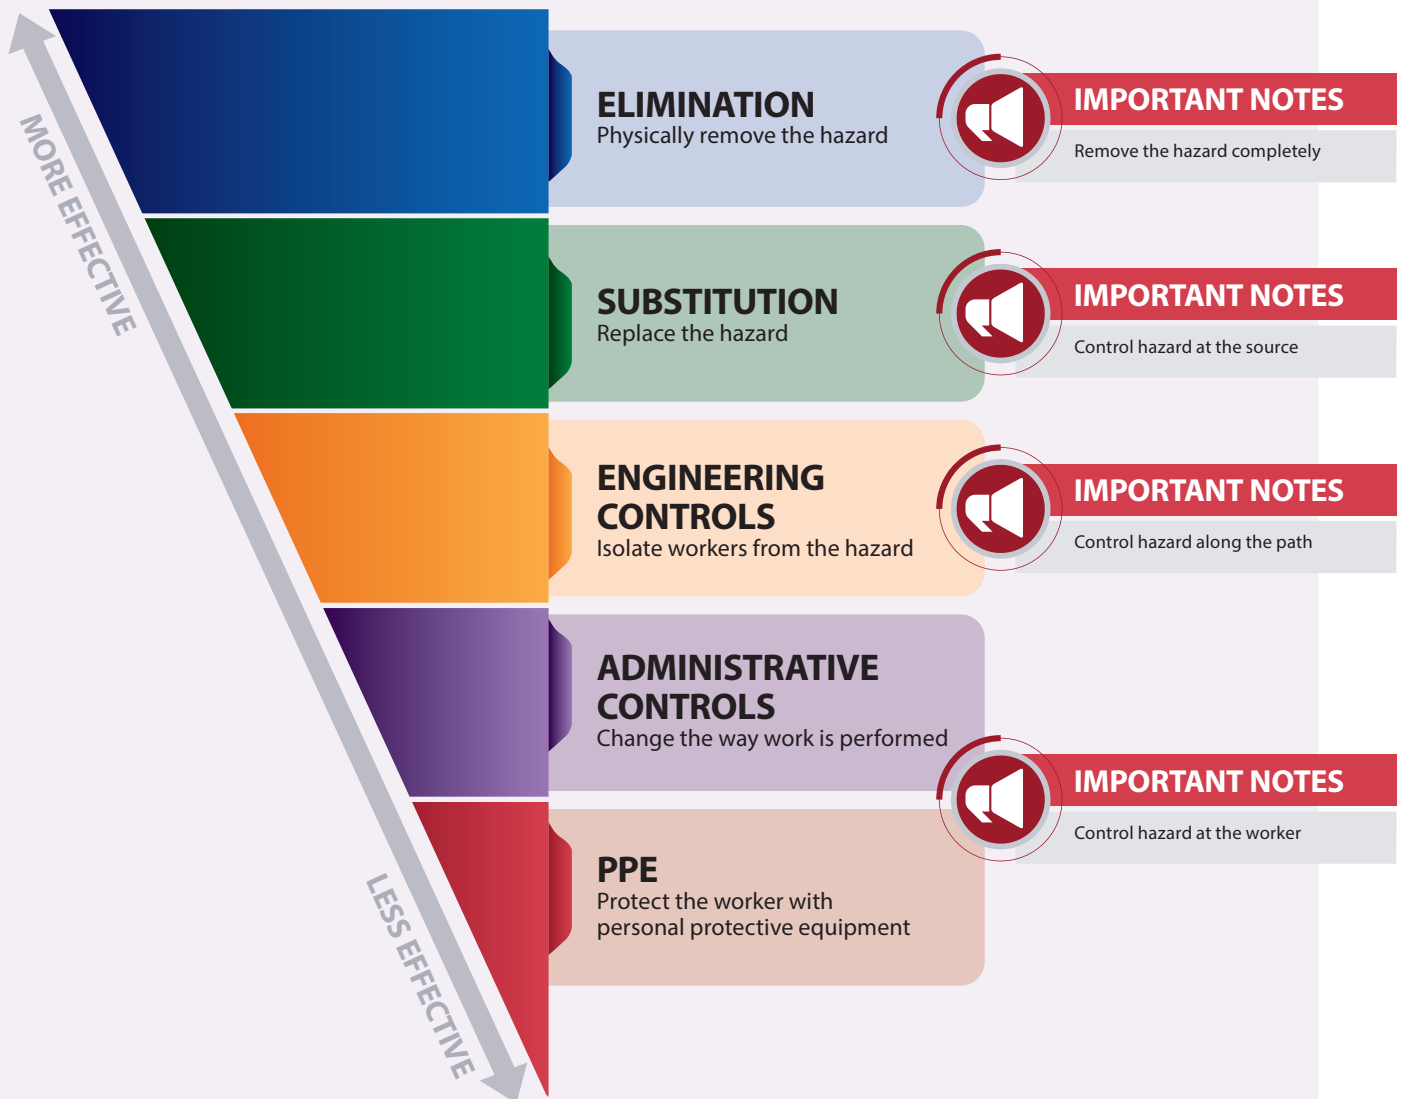 MORE EFFECTIVE
ELIMINATION
Physically remove the hazard
IMPORTANT NOTES
Remove the hazard completely
SUBSTITUTION
Replace the hazard
IMPORTANT NOTES
Control hazard at the source
ENGINEERING
CONTROLS
Isolate workers from the hazard
IMPORTANT NOTES
Control hazard along the path
ADMINISTRATIVE
CONTROLS
Change the way work is performed
IMPORTANT NOTES
Control hazard at the worker
PPE
Protect the worker with
personal protective equipment
LESS EFFECTIVE